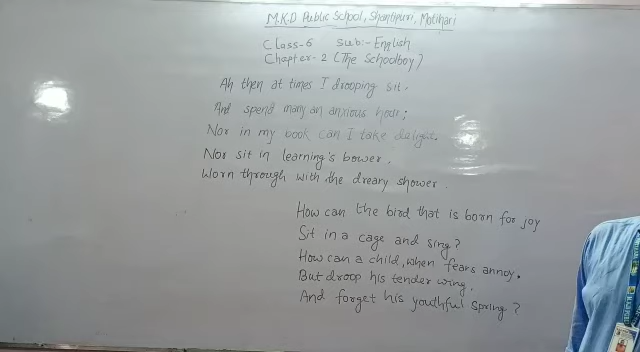 M.K.D Public School, Shantipuri, Motihari
Class-6 Sub:- English
Chapter-2 (The Schoolboy)
Ah then at times I drooping sit.
And spend many an anxious hour;
Nor in my book can I take delight.
Nor sit in learning's bower.
Worn through with the dreary shower.
How can the bird that is born for joy
Sit in a cage and sing?
How can a child, when fears annoy.
But droop his tender wing.
And forget his youthful spring?